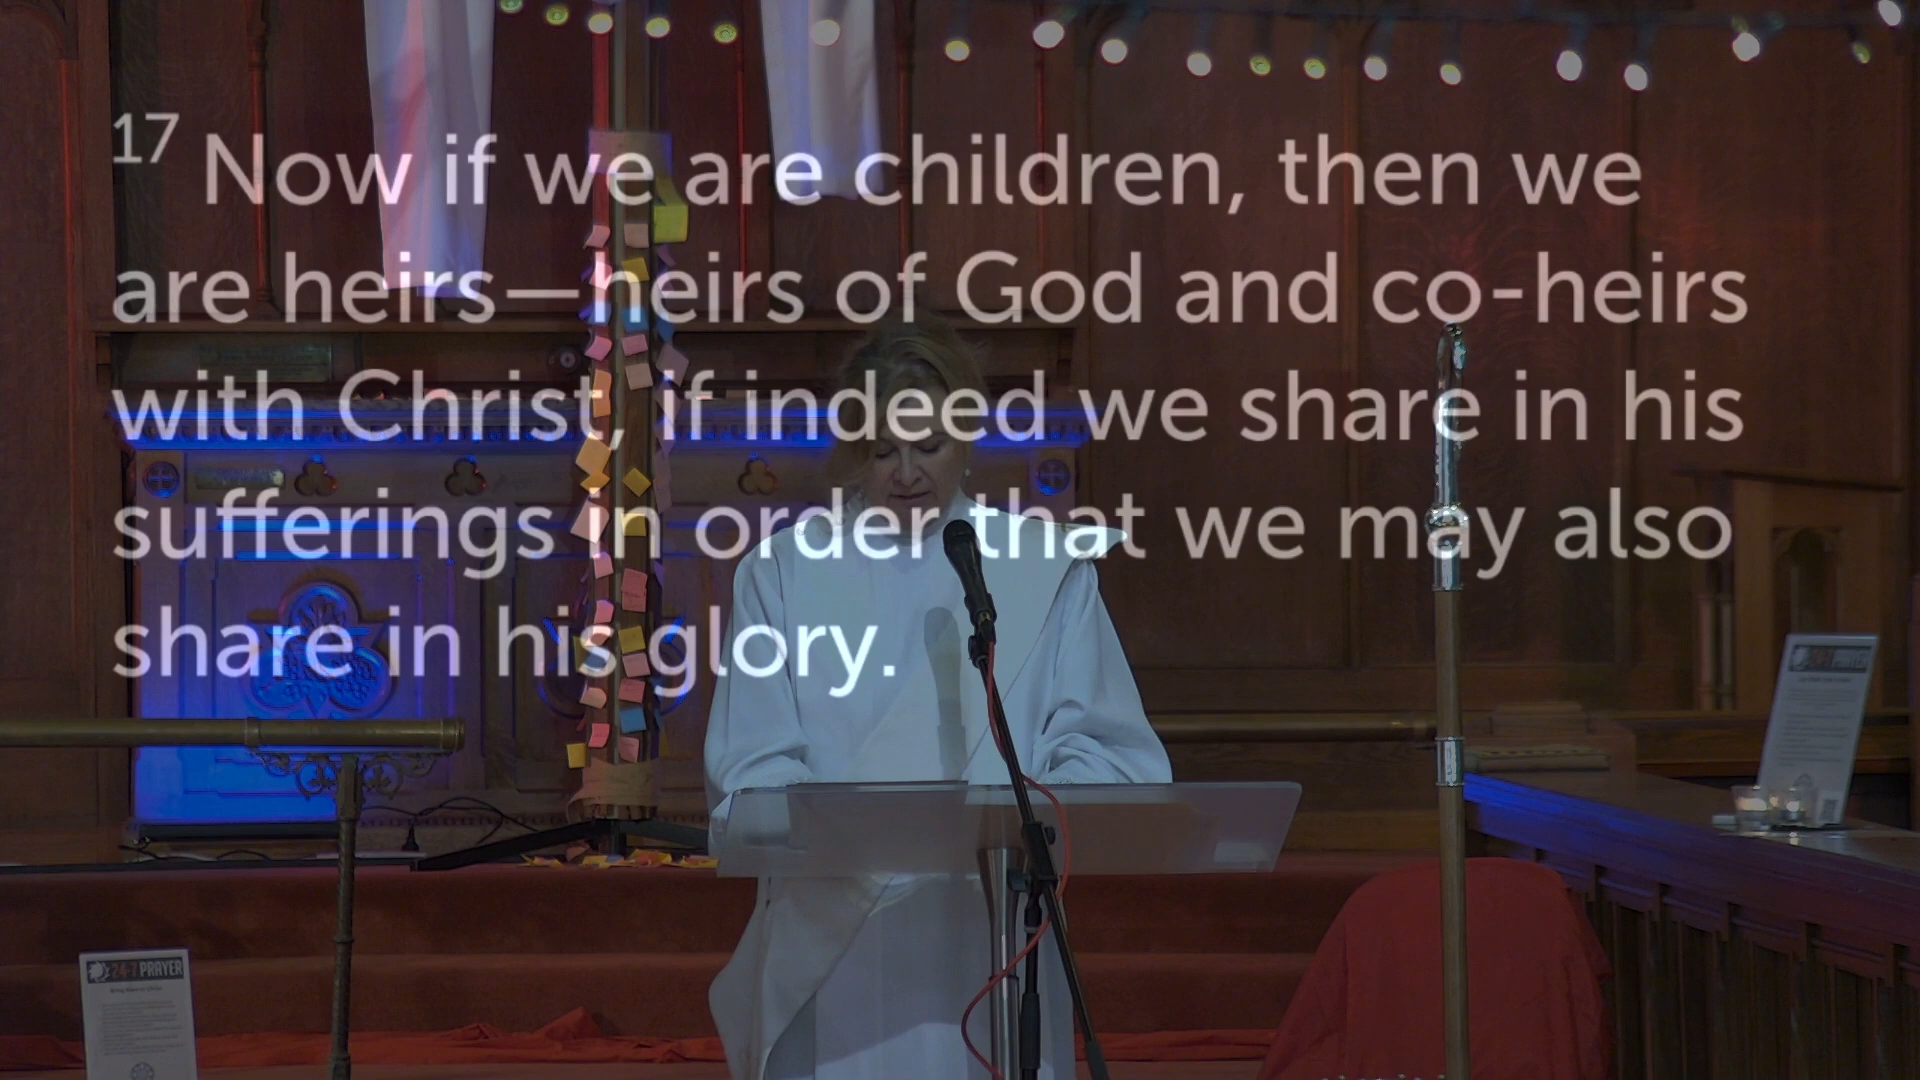 17 Now if we are children, then we
are heirs—heirs of God and co-heirs
with Christ, if indeed we share in his
sufferings in order that we may also
share in his glory.
24-7 PRAYER